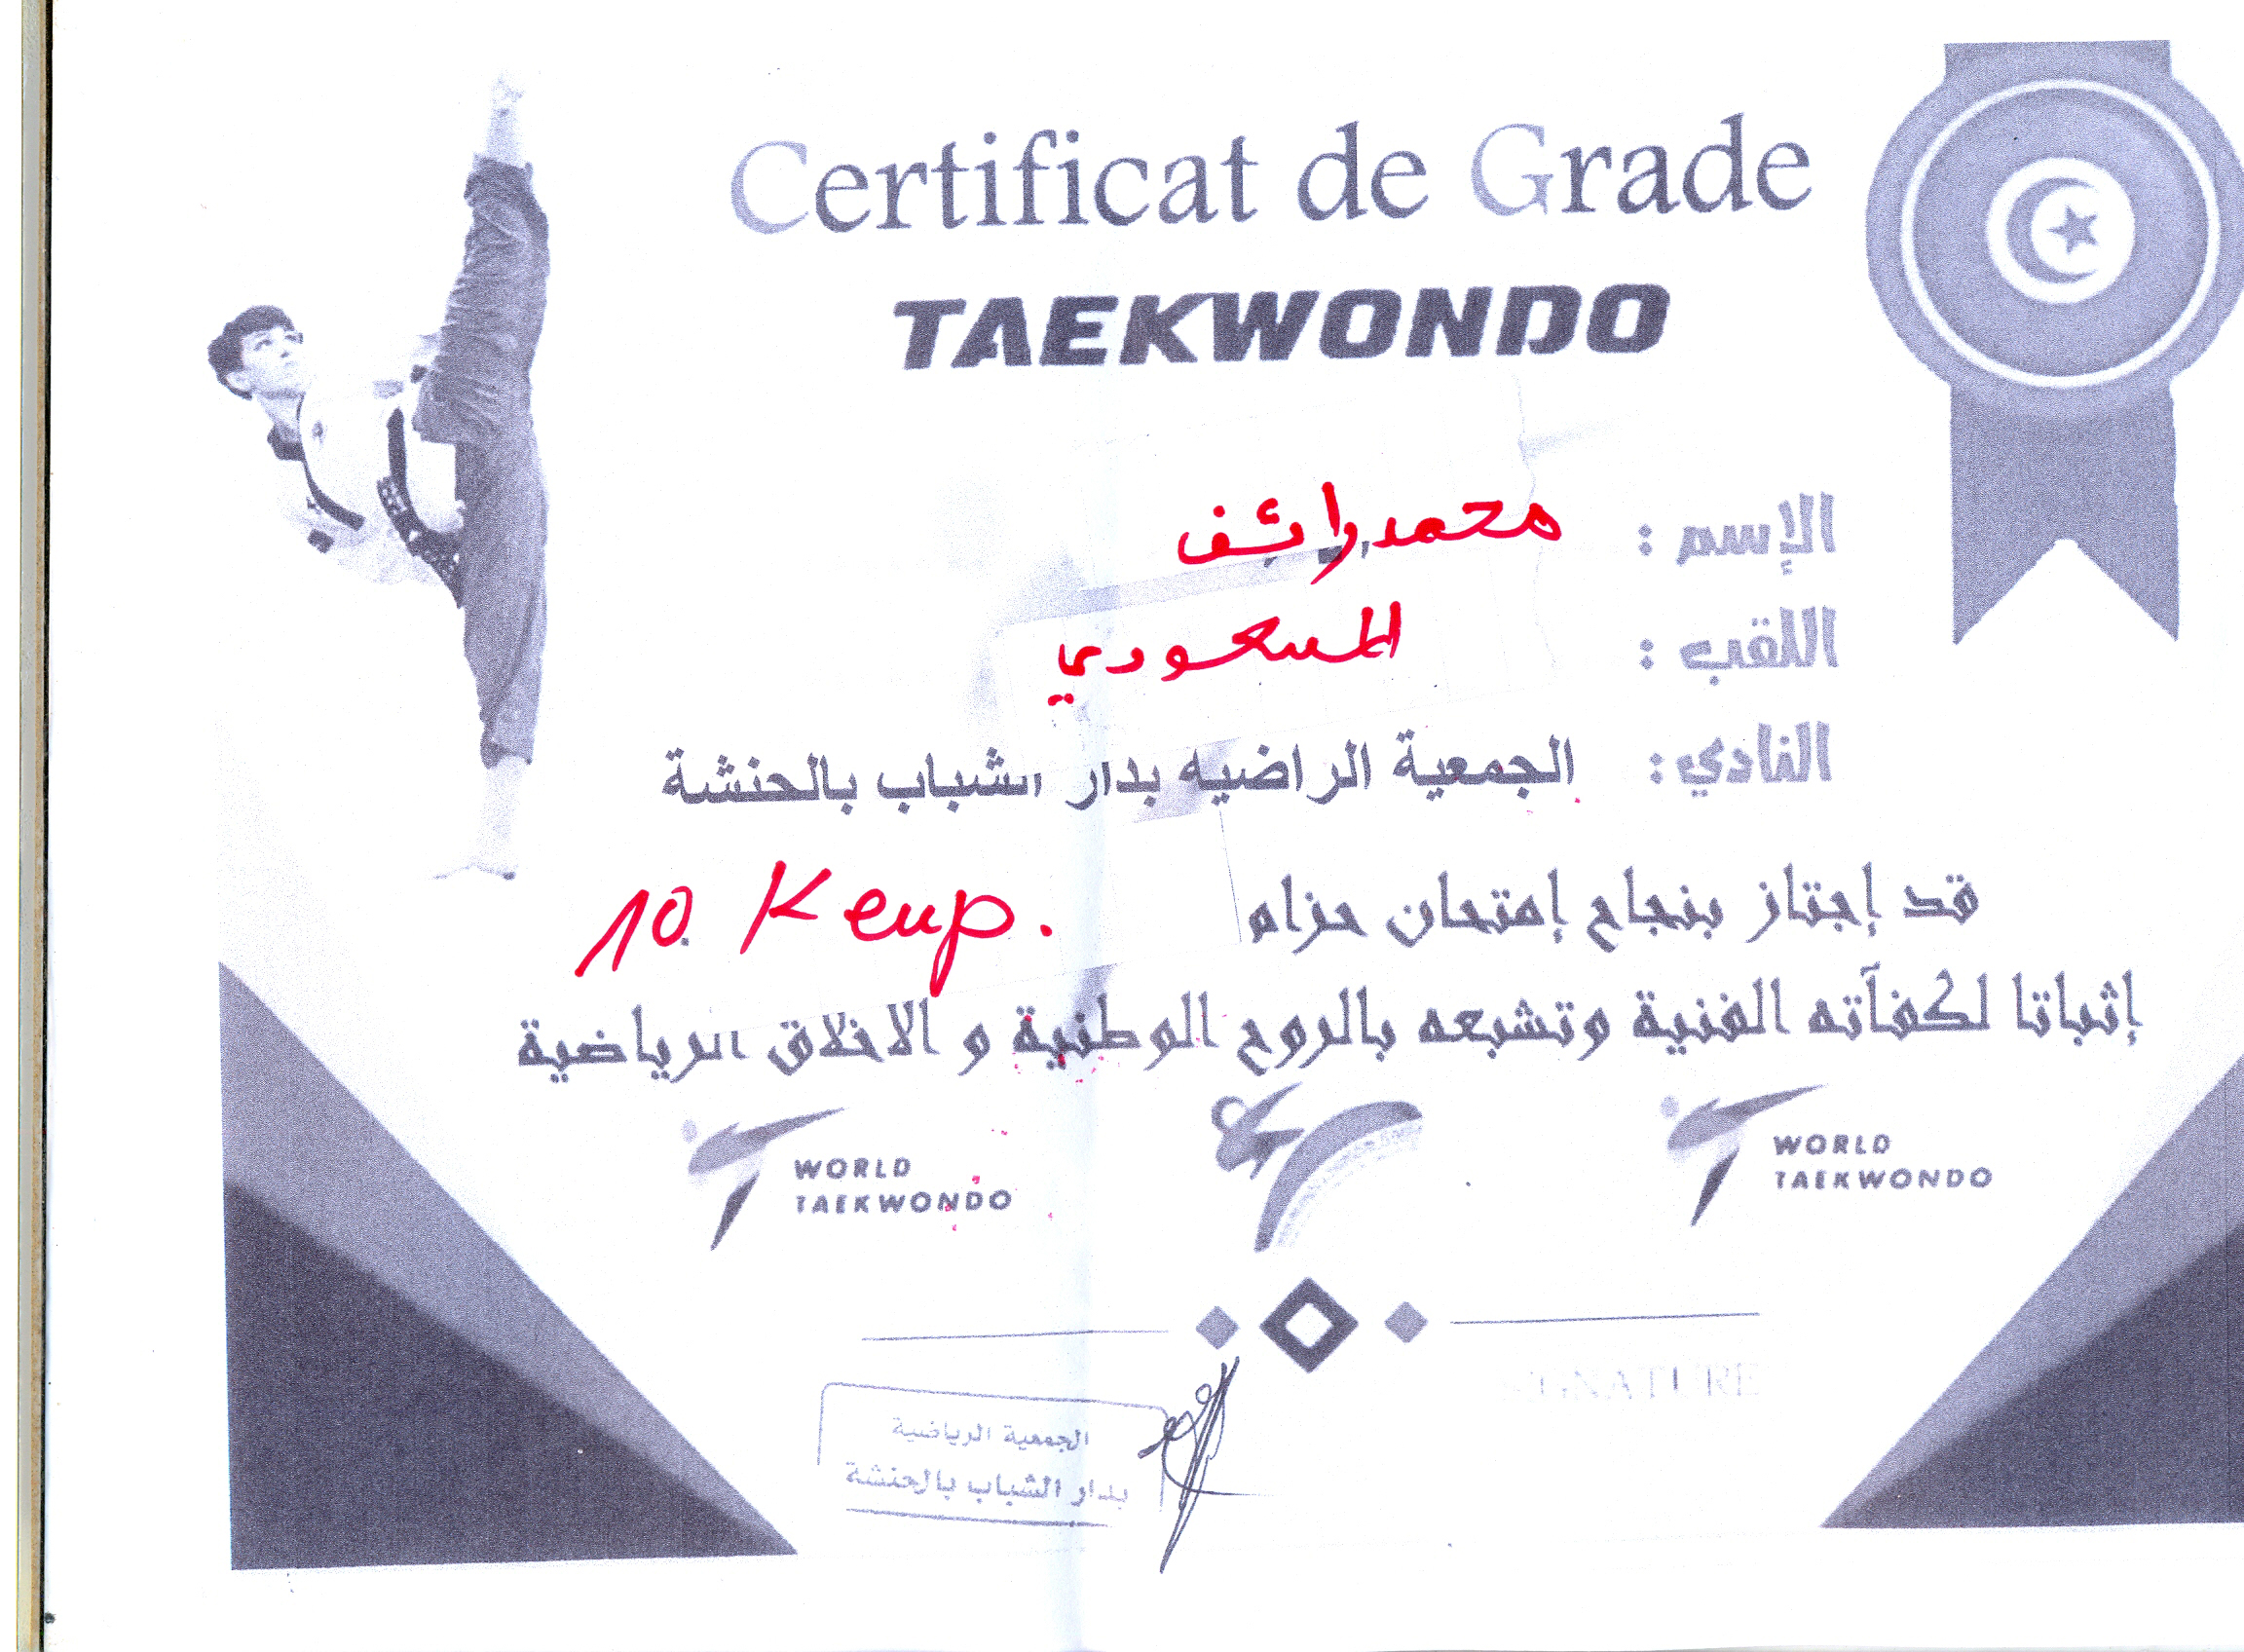 Certificat de Grade
TAEKWONDO
الإسم : محمد رائف
اللقب : المسعودي
النادي : الجمعية الراضيه بدار الشباب بالحنشة
قد إجتاز بنجاح إمتحان حزام 10 Keup.
إثباتا لكفآته الفنية وتشبعه بالروح الوطنية و الاخلاق الرياضية
WORLD TAEKWONDO
WORLD TAEKWONDO
SIGNATURE
الجمعية الرياضية
بدار الشباب بالحنشة